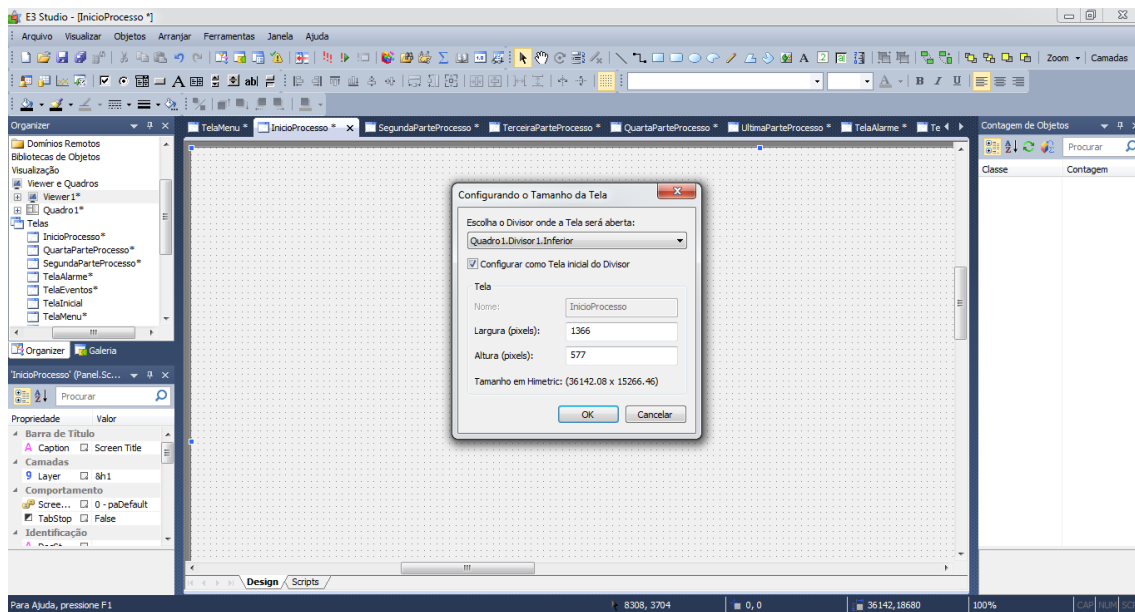 E3 Studio - [InicioProcesso *]
Arquivo Visualizar Objetos Arranjar Ferramentas Janela Ajuda
Zoom Camadas
B I U
Organizer
TelaMenu * InicioProcesso * SegundaParteProcesso * TerceiraParteProcesso * QuartaParteProcesso * UltimaParteProcesso * TelaAlarme * Te
Contagem de Objetos
Domínios Remotos
Bibliotecas de Objetos
Visualização
Viewer e Quadros
Viewer1*
Quadro1*
Telas
InicioProcesso*
QuartaParteProcesso*
SegundaParteProcesso*
TelaAlarme*
TelaEventos*
TelaInicial
TelaMenu*
Organizer Galeria
'InicioProcesso' (Panel.Sc...
Procurar
Propriedade Valor
Barra de Título
Caption Screen Title
Camadas
Layer &h1
Comportamento
Scree... 0 - paDefault
TabStop False
Identificação
Configurando o Tamanho da Tela
Escolha o Divisor onde a Tela será aberta:
Quadro1.Divisor1.Inferior
Configurar como Tela inicial do Divisor
Tela
Nome: InicioProcesso
Largura (pixels): 1366
Altura (pixels): 577
Tamanho em Himetric: (36142.08 x 15266.46)
OK Cancelar
Procurar
Classe Contagem
Design Scripts
Para Ajuda, pressione F1
8308, 3704 0, 0 36142,18680 100% CAP NUM SC